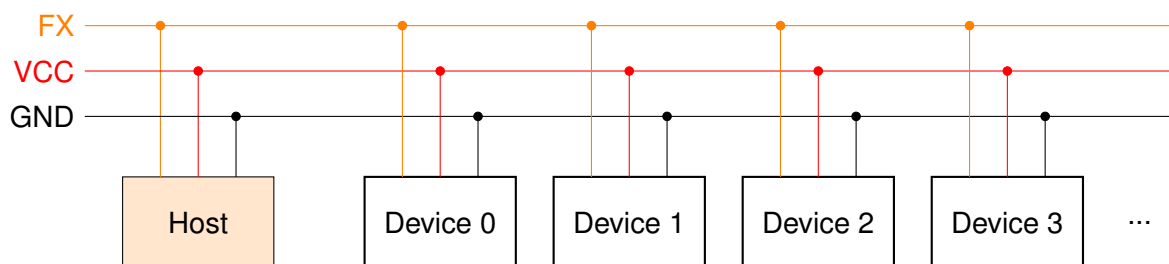 FX
VCC
GND
Host
Device 0
Device 1
Device 2
Device 3
...